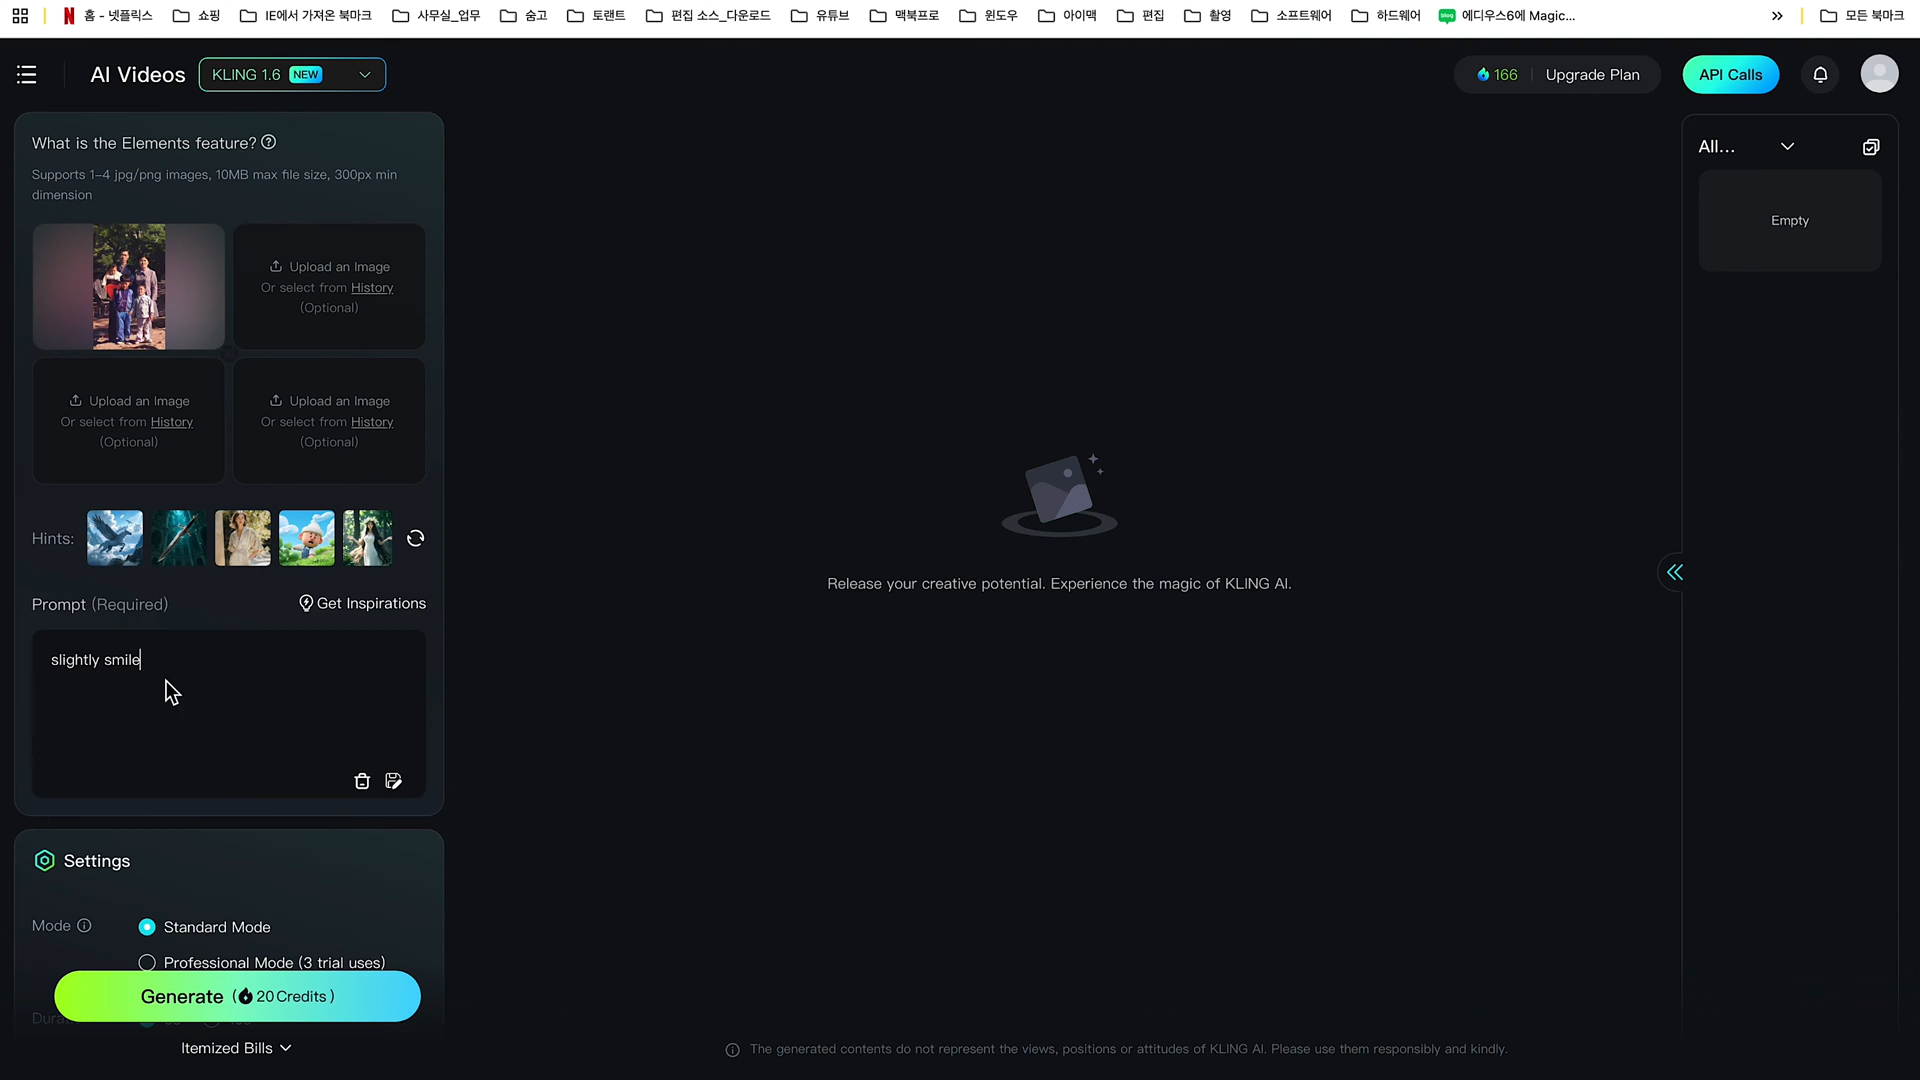 홈 - 넷플릭스
쇼핑
IE에서 가져온 북마크
사무실_업무
숨고
토랜트
편집 소스_다운로드
유튜브
맥북프로
윈도우
아이맥
편집
촬영
소프트웨어
하드웨어
blog
에디우스6에 Magic...
모든 북마크
AI Videos
KLING 1.6 NEW
166
Upgrade Plan
API Calls
What is the Elements feature?
Supports 1–4 jpg/png images, 10MB max file size, 300px min
dimension
Upload an Image
Or select from History
(Optional)
Upload an Image
Or select from History
(Optional)
Upload an Image
Or select from History
(Optional)
Hints:
Prompt (Required)
Get Inspirations
slightly smile
Settings
Mode
Standard Mode
Professional Mode (3 trial uses)
Generate ( 20 Credits )
Itemized Bills
Release your creative potential. Experience the magic of KLING AI.
The generated contents do not represent the views, positions or attitudes of KLING AI. Please use them responsibly and kindly.
All...
Empty